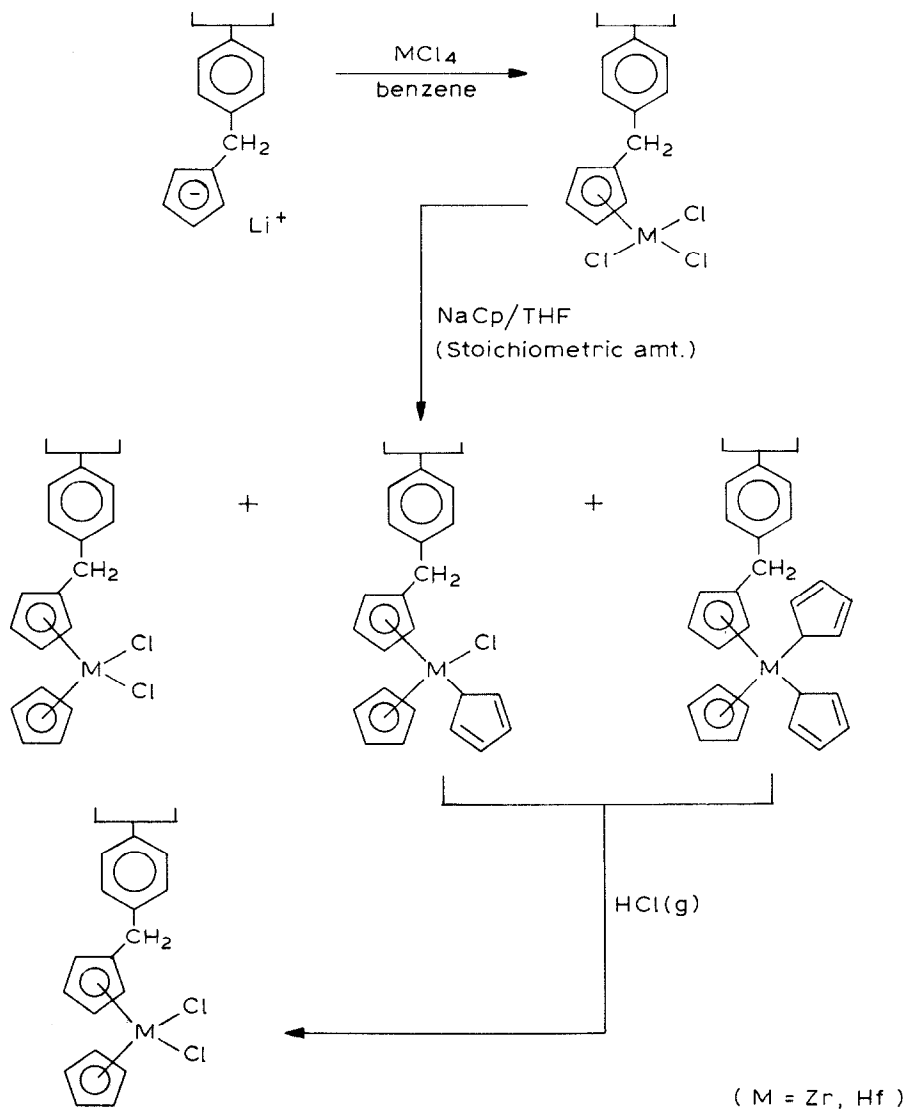 MCl₄
benzene
CH₂
−
Li⁺
CH₂
M
Cl
Cl
Cl
NaCp/THF
(Stoichiometric amt.)
+
+
CH₂
M
Cl
Cl
CH₂
M
Cl
CH₂
M
HCl(g)
CH₂
M
Cl
Cl
(M = Zr, Hf)